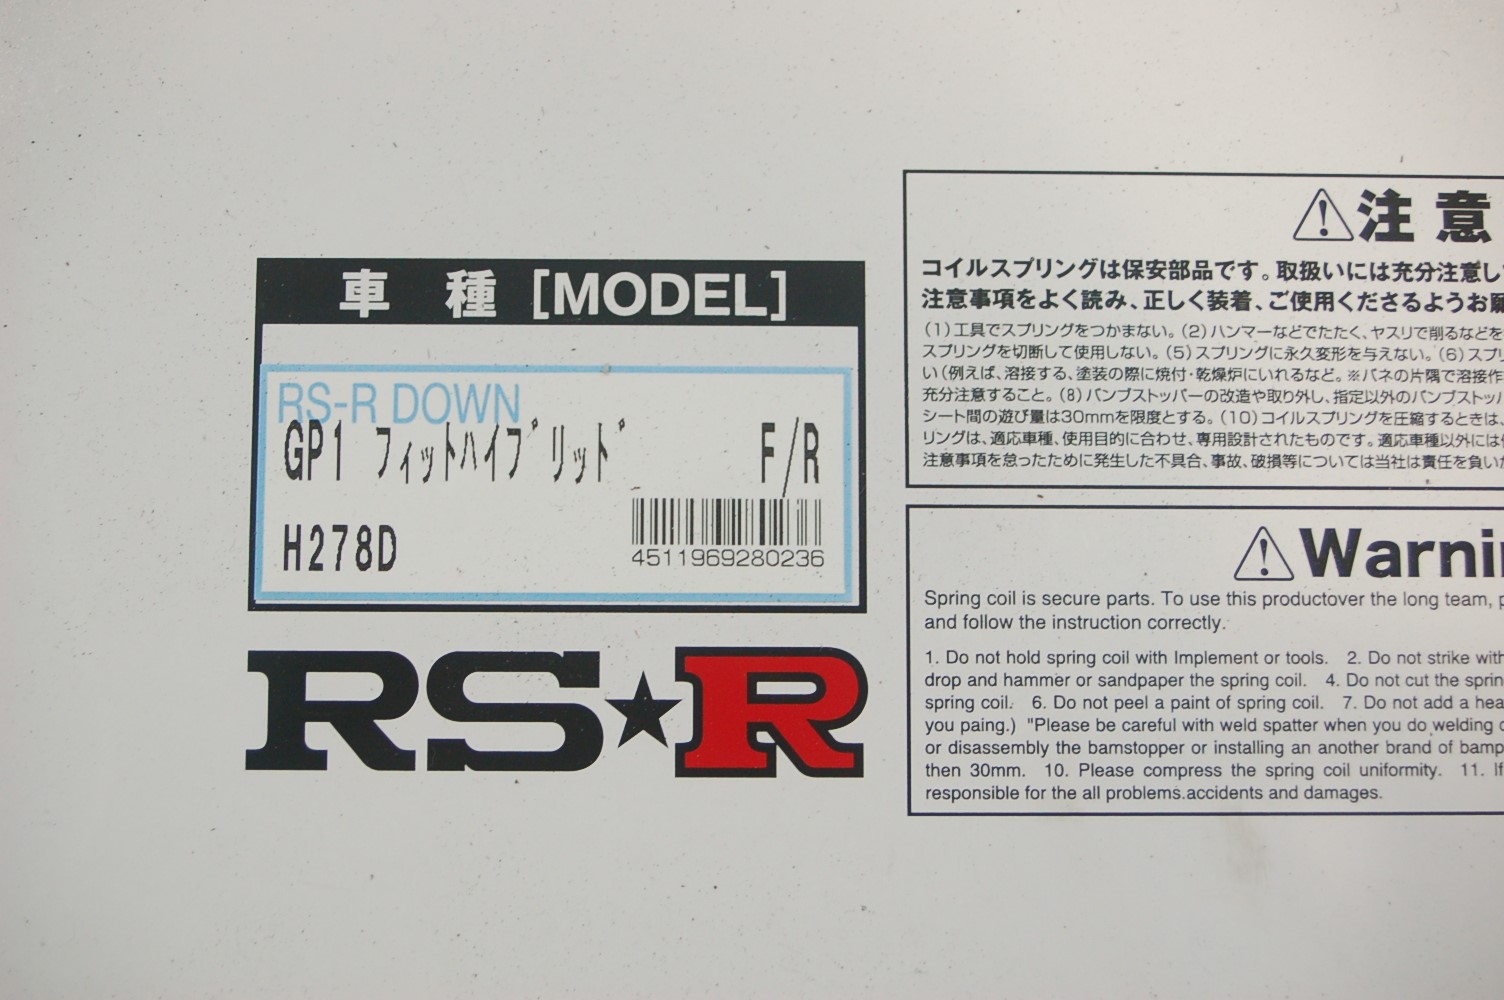 車 種 [MODEL]
RS-R DOWN
GP1 フィットハイブリッド F/R
H278D
4511969280236
RS★R
注 意
コイルスプリングは保安部品です。取扱いには充分注意し
注意事項をよく読み、正しく装着、ご使用くださるようお願
(1)工具でスプリングをつかまない。(2)ハンマーなどでたたく、ヤスリで削るなどを
スプリングを切断して使用しない。(5)スプリングに永久変形を与えない。(6)スプリ
い(例えば、溶接する、塗装の際に焼付・乾燥炉にいれるなど。※バネの片隅で溶接作
充分注意すること。(8)バンプストッパーの改造や取り外し、指定以外のバンプストッパ
シート間の遊び量は30mmを限度とする。(10)コイルスプリングを圧縮するときは、
リングは、適応車種、使用目的に合わせ、専用設計されたものです。適応車種以外には
注意事項を怠ったために発生した不具合、事故、破損等については当社は責任を負い
Warnin
Spring coil is secure parts. To use this productover the long team, p
and follow the instruction correctly.
1. Do not hold spring coil with Implement or tools. 2. Do not strike with
drop and hammer or sandpaper the spring coil. 4. Do not cut the sprin
spring coil. 6. Do not peel a paint of spring coil. 7. Do not add a hea
you paing.) "Please be careful with weld spatter when you do welding
or disassembly the bamstopper or installing an another brand of bamp
then 30mm. 10. Please compress the spring coil uniformity. 11. If
responsible for the all problems.accidents and damages.